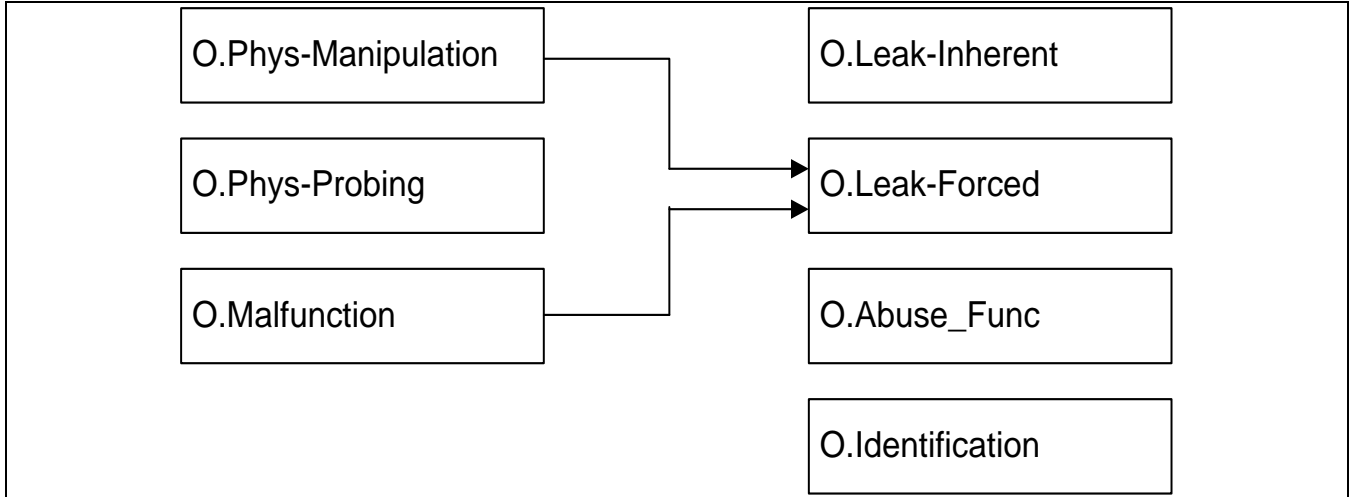 O.Phys-Manipulation
O.Leak-Inherent
O.Phys-Probing
O.Leak-Forced
O.Malfunction
O.Abuse_Func
O.Identification